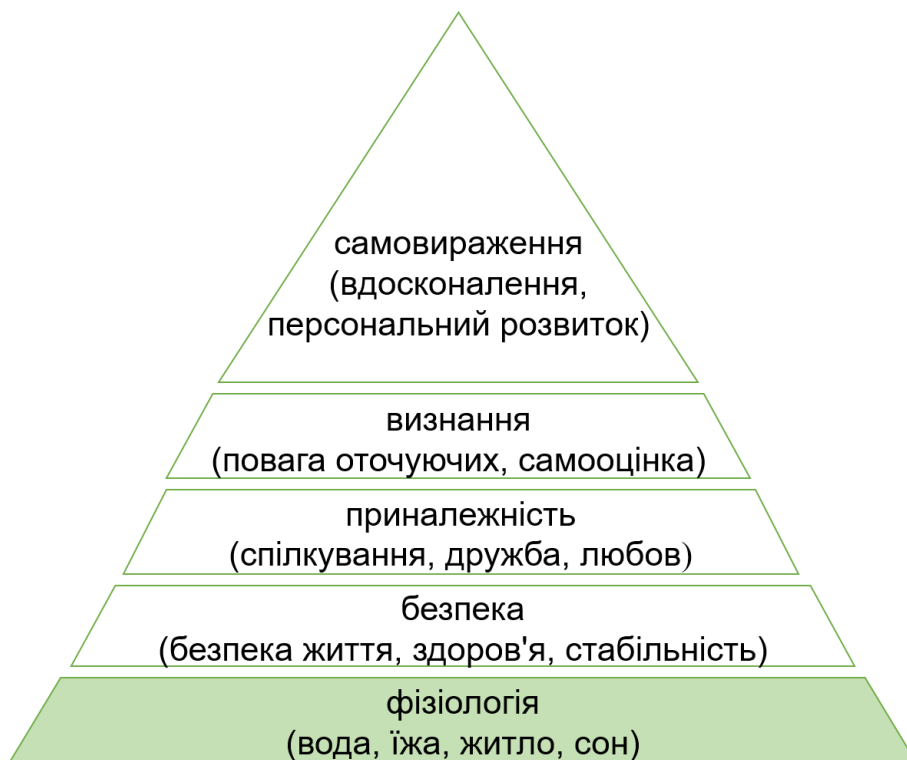 самовираження
(вдосконалення,
персональний розвиток)
визнання
(повага оточуючих, самооцінка)
приналежність
(спілкування, дружба, любов)
безпека
(безпека життя, здоров'я, стабільність)
фізіологія
(вода, їжа, житло, сон)